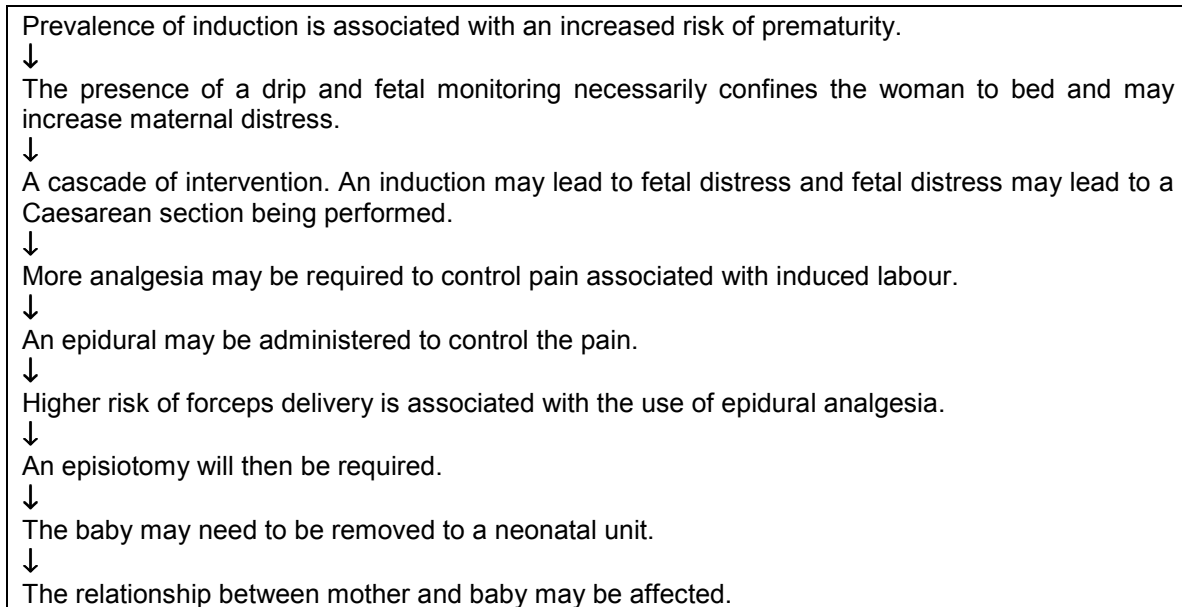 Prevalence of induction is associated with an increased risk of prematurity.
↓
The presence of a drip and fetal monitoring necessarily confines the woman to bed and may
increase maternal distress.
↓
A cascade of intervention. An induction may lead to fetal distress and fetal distress may lead to a
Caesarean section being performed.
↓
More analgesia may be required to control pain associated with induced labour.
↓
An epidural may be administered to control the pain.
↓
Higher risk of forceps delivery is associated with the use of epidural analgesia.
↓
An episiotomy will then be required.
↓
The baby may need to be removed to a neonatal unit.
↓
The relationship between mother and baby may be affected.